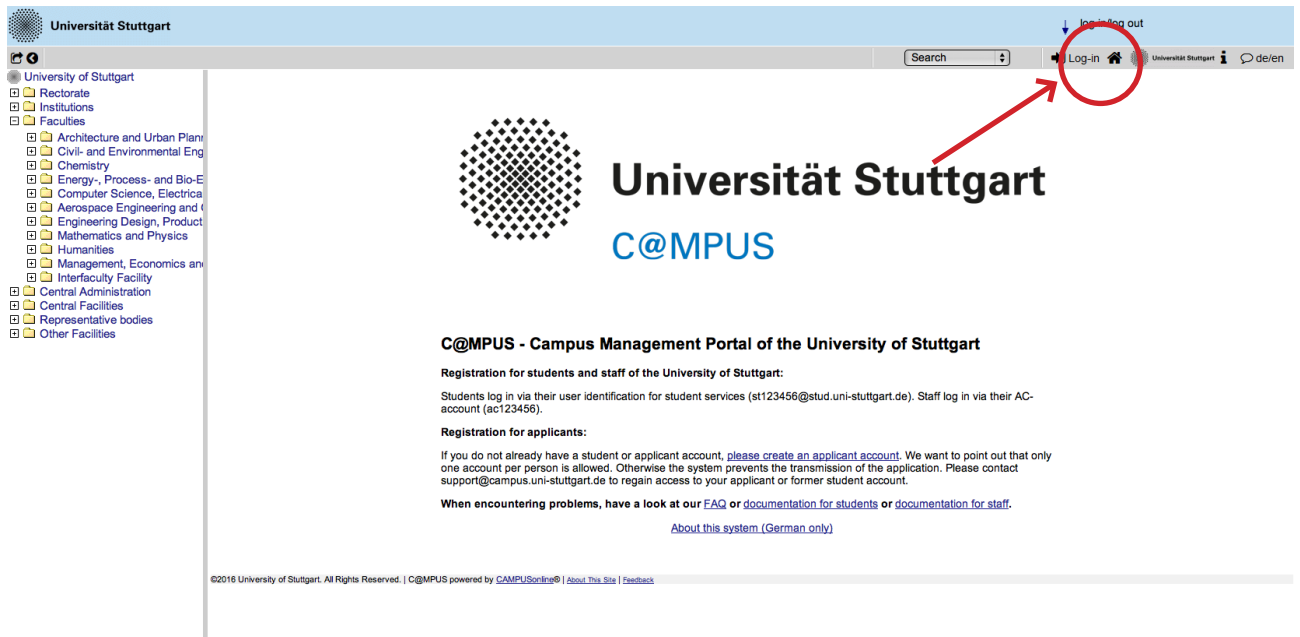 Universität Stuttgart
log in/log out
Search
Log-in
Universität Stuttgart
de/en
University of Stuttgart
Rectorate
Institutions
Faculties
Architecture and Urban Plann
Civil- and Environmental Eng
Chemistry
Energy-, Process- and Bio-E
Computer Science, Electrica
Aerospace Engineering and
Engineering Design, Product
Mathematics and Physics
Humanities
Management, Economics an
Interfaculty Facility
Central Administration
Central Facilities
Representative bodies
Other Facilities
Universität Stuttgart
C@MPUS
C@MPUS - Campus Management Portal of the University of Stuttgart
Registration for students and staff of the University of Stuttgart:
Students log in via their user identification for student services (st123456@stud.uni-stuttgart.de). Staff log in via their AC-
account (ac123456).
Registration for applicants:
If you do not already have a student or applicant account, please create an applicant account. We want to point out that only
one account per person is allowed. Otherwise the system prevents the transmission of the application. Please contact
support@campus.uni-stuttgart.de to regain access to your applicant or former student account.
When encountering problems, have a look at our FAQ or documentation for students or documentation for staff.
About this system (German only)
©2016 University of Stuttgart. All Rights Reserved. | C@MPUS powered by CAMPUSonline® | About This Site | Feedback